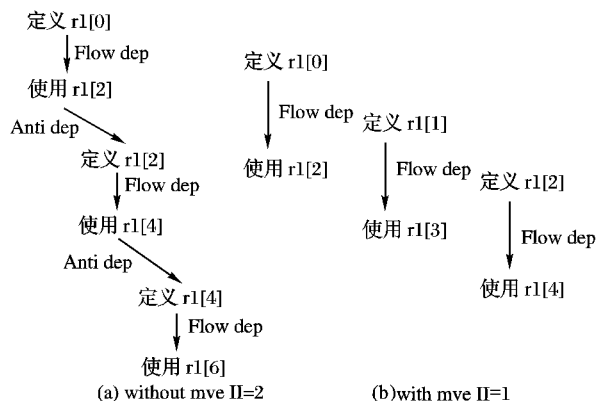 定义 r1[0]
Flow dep
使用 r1[2]
Anti dep
定义 r1[2]
Flow dep
使用 r1[4]
Anti dep
定义 r1[4]
Flow dep
使用 r1[6]
(a) without mve II=2
定义 r1[0]
Flow dep
使用 r1[2]
定义 r1[1]
Flow dep
使用 r1[3]
定义 r1[2]
Flow dep
使用 r1[4]
(b)with mve II=1